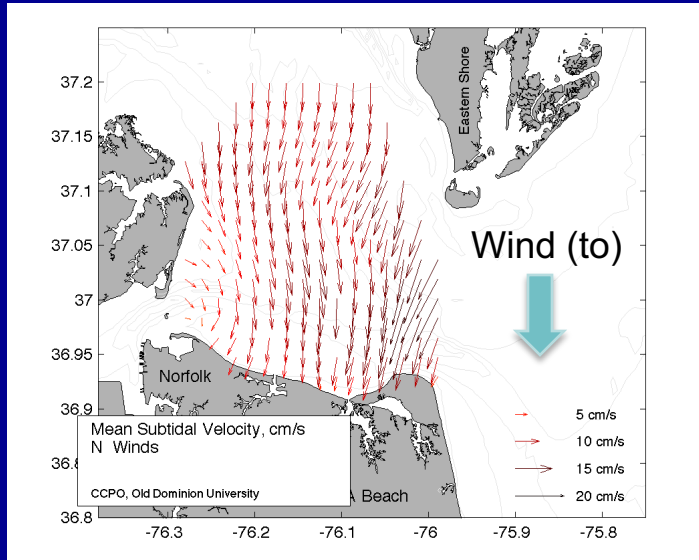 37.2
37.15
37.1
37.05
37
36.95
36.9
36.8
36.8
Eastern Shore
Wind (to)
Norfolk
Mean Subtidal Velocity, cm/s
N Winds
CCPO, Old Dominion University
A Beach
5 cm/s
10 cm/s
15 cm/s
20 cm/s
-76.3
-76.2
-76.1
-76
-75.9
-75.8